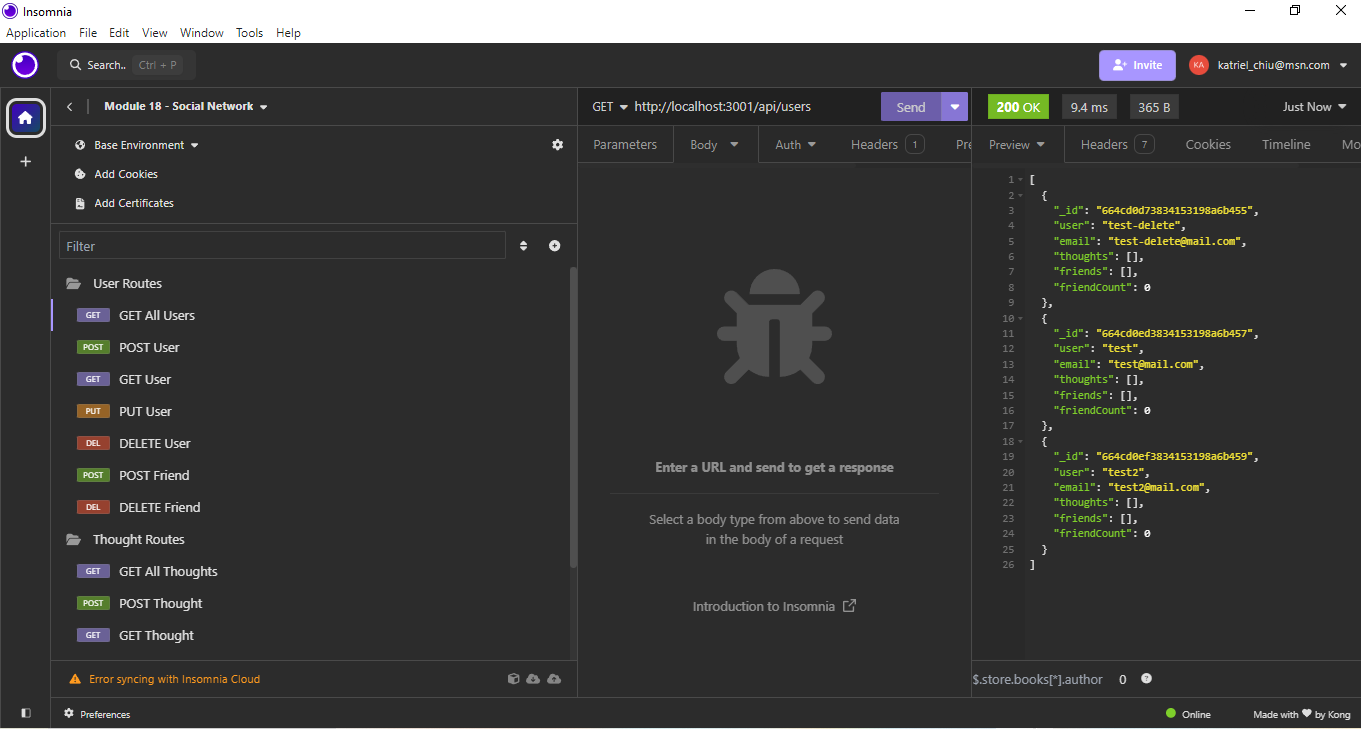 Insomnia
Application File Edit View Window Tools Help
Search.. Ctrl + P
Invite
KA katriel_chiu@msn.com
Module 18 - Social Network
GET http://localhost:3001/api/users Send
200 OK 9.4 ms 365 B Just Now
Base Environment
Add Cookies
Add Certificates
Parameters Body Auth Headers 1 Pre
Preview Headers 7 Cookies Timeline Mo
Filter
User Routes
GET GET All Users
POST POST User
GET GET User
PUT PUT User
DEL DELETE User
POST POST Friend
DEL DELETE Friend
Thought Routes
GET GET All Thoughts
POST POST Thought
GET GET Thought
Error syncing with Insomnia Cloud
Enter a URL and send to get a response
Select a body type from above to send data
in the body of a request
Introduction to Insomnia
1 [
2 {
3 "_id": "664cd0d73834153198a6b455",
4 "user": "test-delete",
5 "email": "test-delete@mail.com",
6 "thoughts": [],
7 "friends": [],
8 "friendCount": 0
9 },
10 {
11 "_id": "664cd0ed3834153198a6b457",
12 "user": "test",
13 "email": "test@mail.com",
14 "thoughts": [],
15 "friends": [],
16 "friendCount": 0
17 },
18 {
19 "_id": "664cd0ef3834153198a6b459",
20 "user": "test2",
21 "email": "test2@mail.com",
22 "thoughts": [],
23 "friends": [],
24 "friendCount": 0
25 }
26 ]
$.store.books[*].author 0 ?
Preferences
Online Made with ❤ by Kong